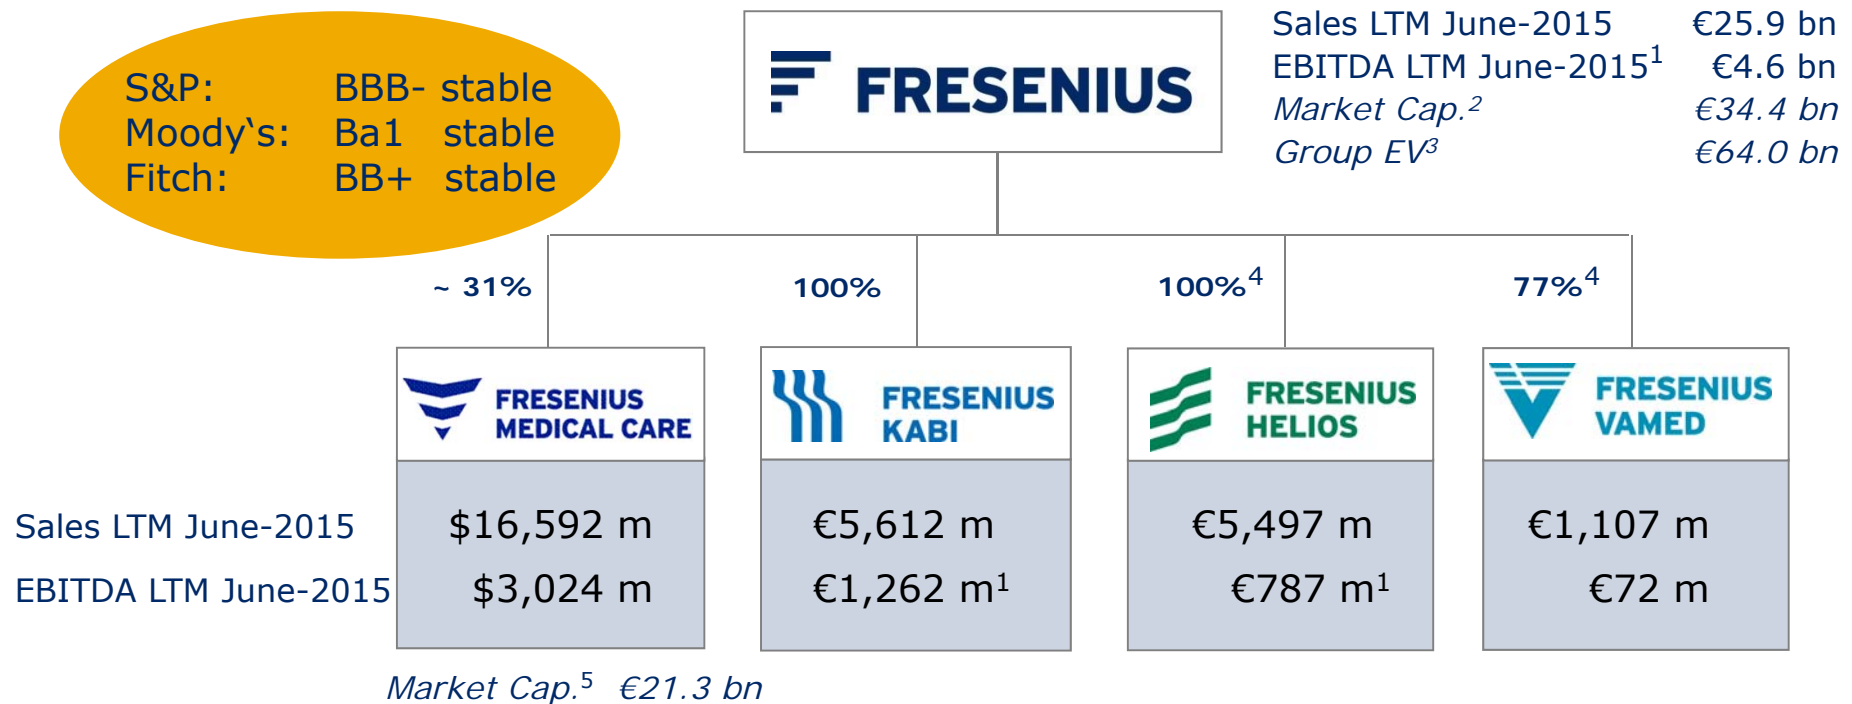 S&P: BBB- stable
Moody‘s: Ba1 stable
Fitch: BB+ stable
FRESENIUS
Sales LTM June-2015 €25.9 bn
EBITDA LTM June-2015¹ €4.6 bn
Market Cap.² €34.4 bn
Group EV³ €64.0 bn
~ 31% 100% 100%⁴ 77%⁴
FRESENIUS
MEDICAL CARE
FRESENIUS
KABI
FRESENIUS
HELIOS
FRESENIUS
VAMED
Sales LTM June-2015 $16,592 m €5,612 m €5,497 m €1,107 m
EBITDA LTM June-2015 $3,024 m €1,262 m¹ €787 m¹ €72 m
Market Cap.⁵ €21.3 bn